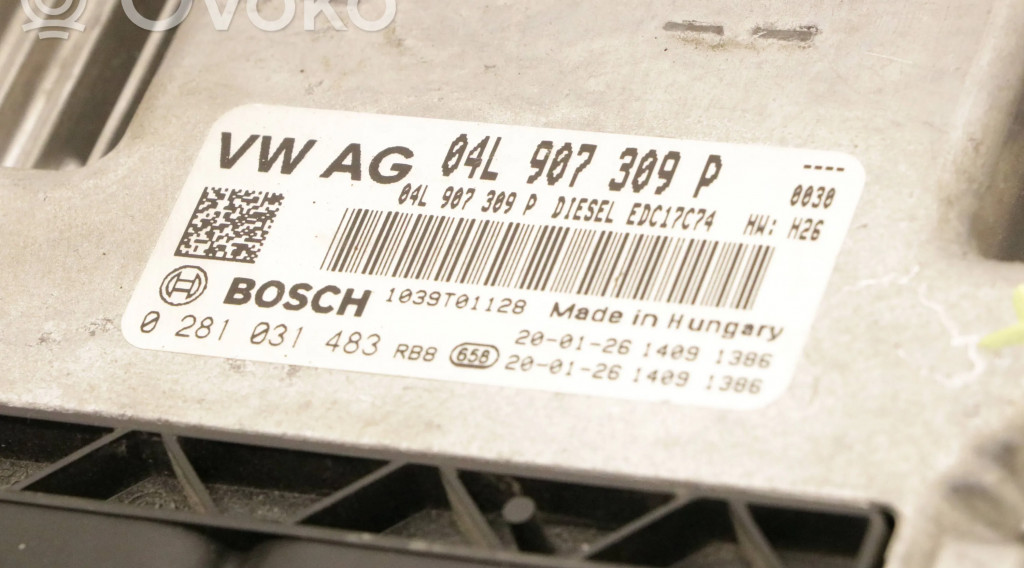 OVOKO
VW AG 04L 907 309 P ----
04L 907 309 P DIESEL EDC17C74 0030
HW: H26
BOSCH 1039T01128 Made in Hungary
0 281 031 483 RB8 658 20-01-26 1409 1386
20-01-26 1409 1386